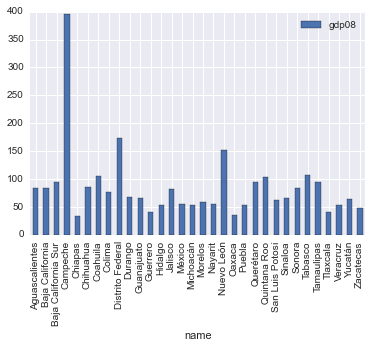 400
350
300
250
200
150
100
50
0
gdp08
Aguascalientes
Baja California
Baja California Sur
Campeche
Chiapas
Chihuahua
Coahuila
Colima
Distrito Federal
Durango
Guanajuato
Guerrero
Hidalgo
Jalisco
México
Michoacán
Morelos
Nayarit
Nuevo León
Oaxaca
Puebla
Querétaro
Quintana Roo
San Luis Potosí
Sinaloa
Sonora
Tabasco
Tamaulipas
Tlaxcala
Veracruz
Yucatán
Zacatecas
name